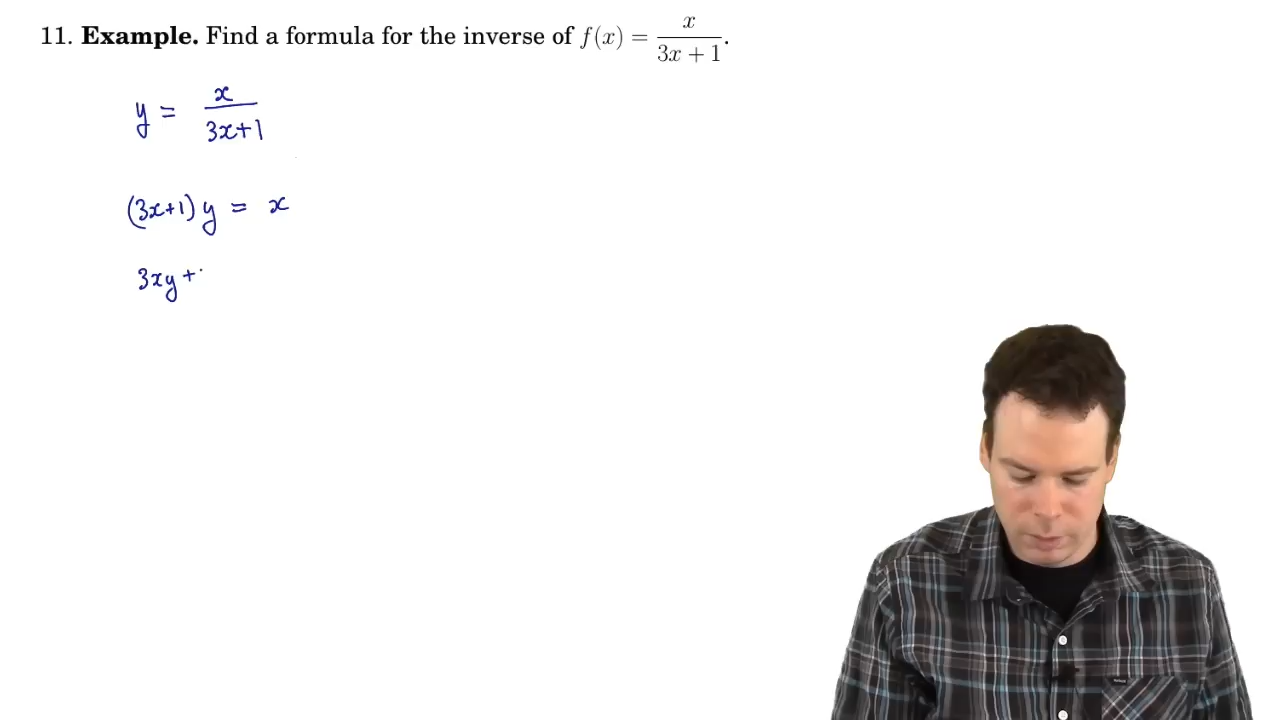 11. Example. Find a formula for the inverse of f(x) = x/(3x + 1).
y = x/(3x+1)
(3x+1)y = x
3xy +